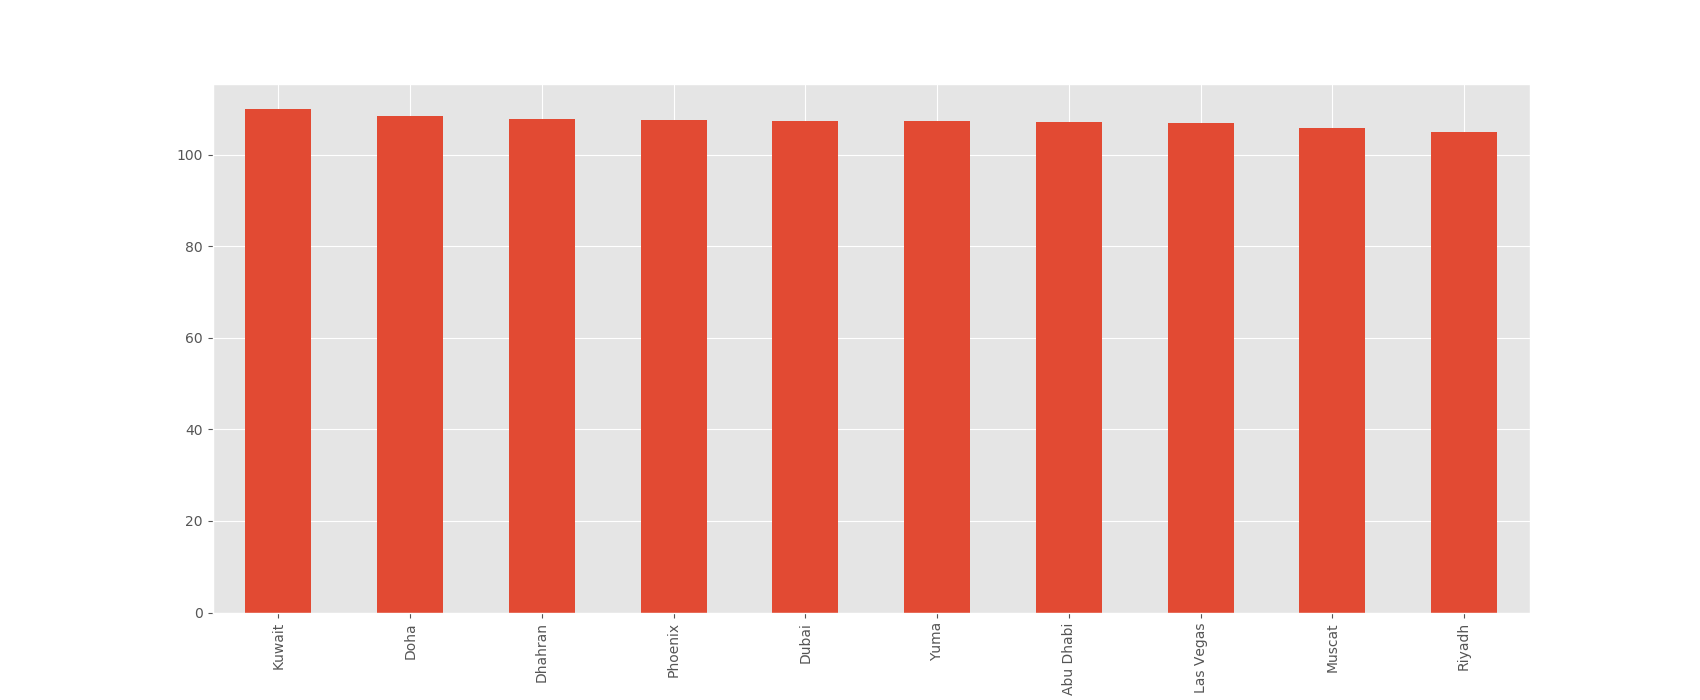 100
80
60
40
20
0
Kuwait
Doha
Dhahran
Phoenix
Dubai
Yuma
Abu Dhabi
Las Vegas
Muscat
Riyadh